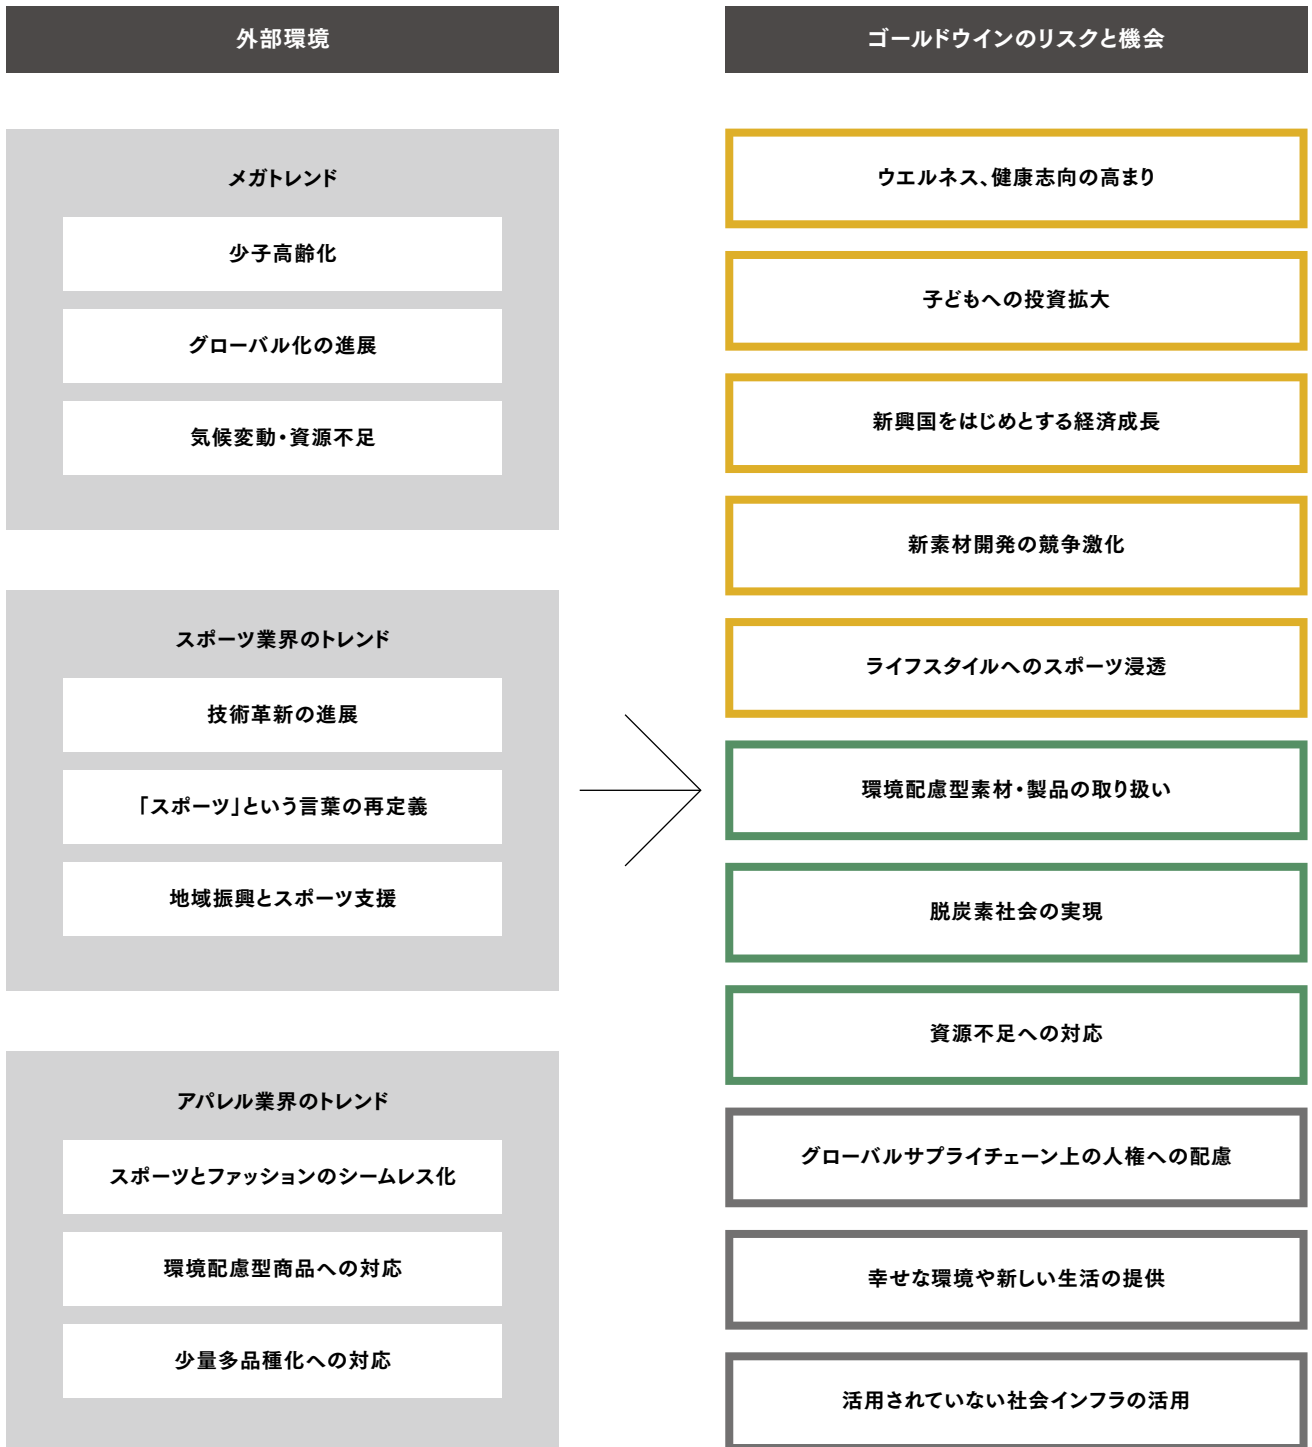 外部環境
メガトレンド
少子高齢化
グローバル化の進展
気候変動・資源不足
スポーツ業界のトレンド
技術革新の進展
「スポーツ」という言葉の再定義
地域振興とスポーツ支援
アパレル業界のトレンド
スポーツとファッションのシームレス化
環境配慮型商品への対応
少量多品種化への対応
ゴールドウインのリスクと機会
ウエルネス、健康志向の高まり
子どもへの投資拡大
新興国をはじめとする経済成長
新素材開発の競争激化
ライフスタイルへのスポーツ浸透
環境配慮型素材・製品の取り扱い
脱炭素社会の実現
資源不足への対応
グローバルサプライチェーン上の人権への配慮
幸せな環境や新しい生活の提供
活用されていない社会インフラの活用